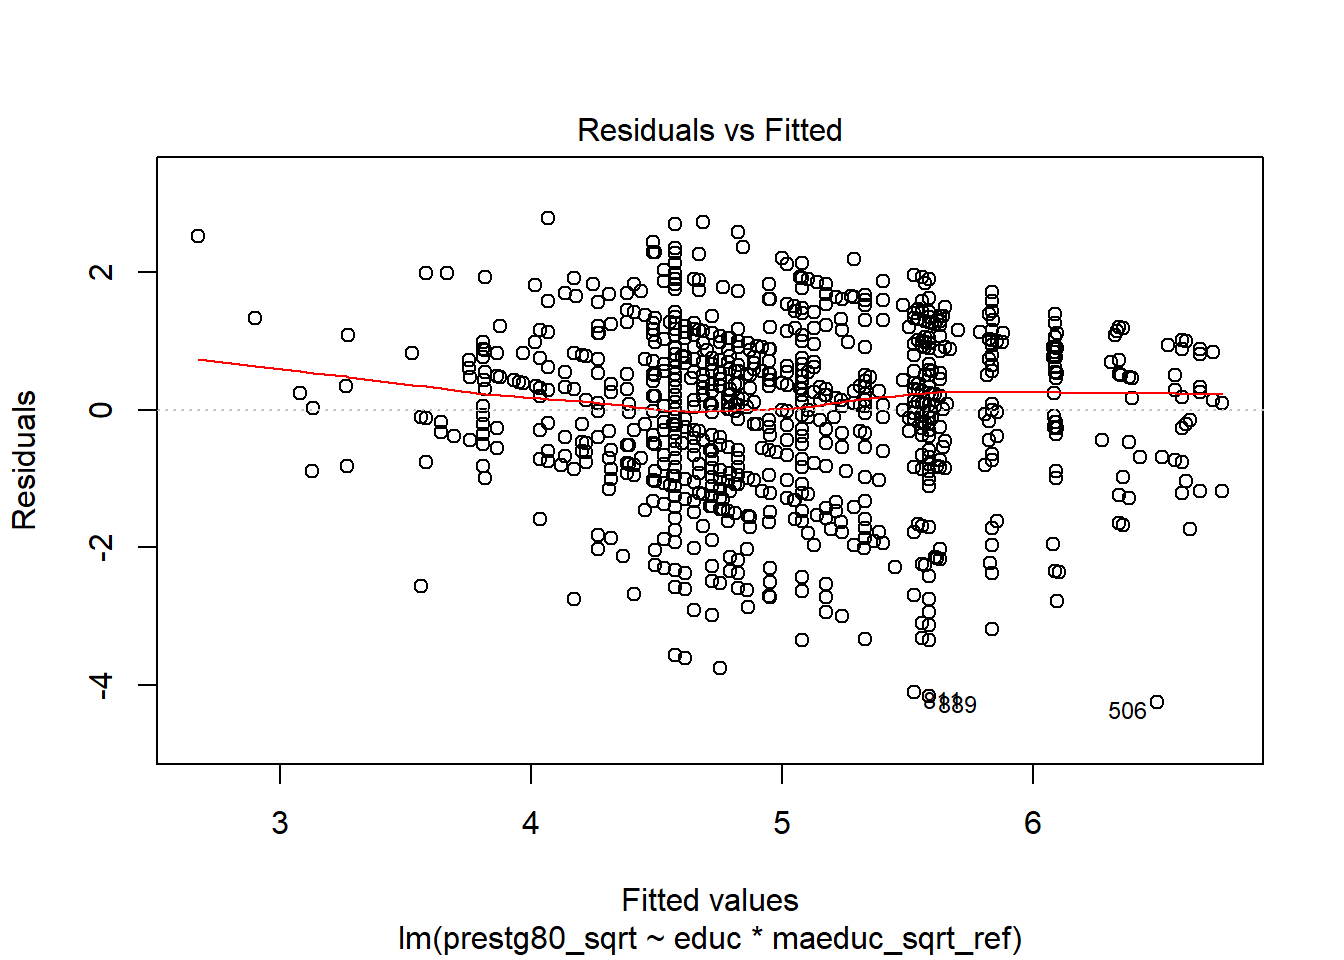 Residuals vs Fitted
Residuals
2
0
-2
-4
889
506
3 4 5 6
Fitted values
lm(prestg80_sqrt ~ educ * maeduc_sqrt_ref)